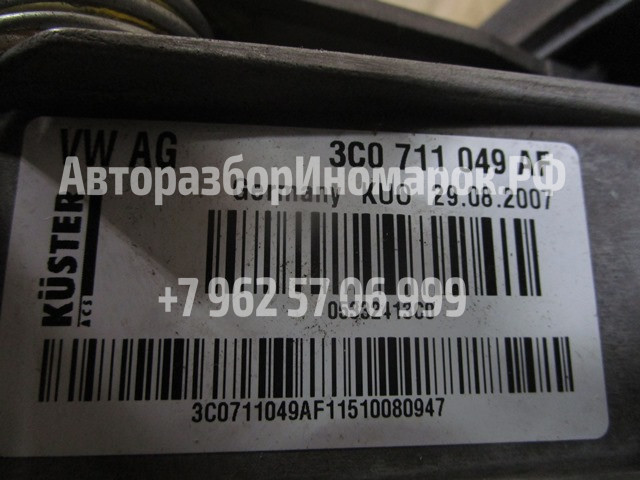 VW AG 3C0 711 049 AF
АвторазборИномарок.РФ
Germany KUO 29.08.2007
KÜSTER
ACS
+7 962 57 06 999
3C0711049AF11510080947